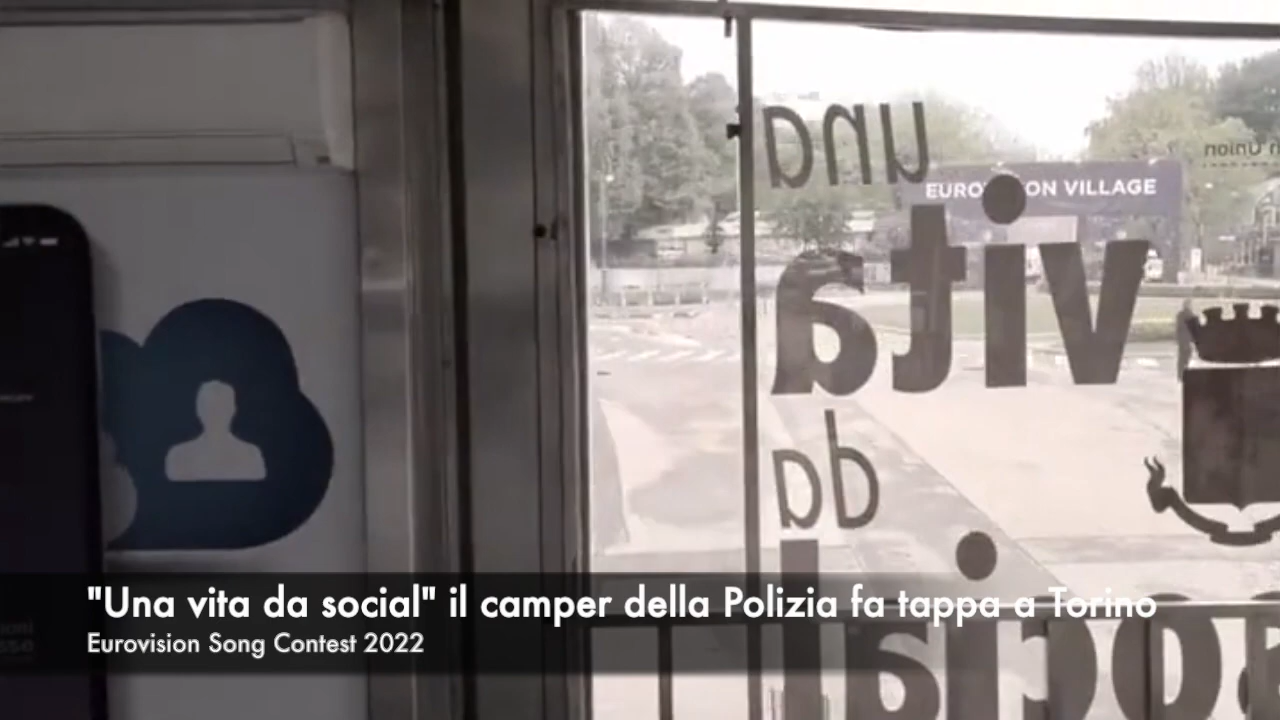 una
EUROVISION VILLAGE
vita
da
social
"Una vita da social" il camper della Polizia fa tappa a Torino
Eurovision Song Contest 2022